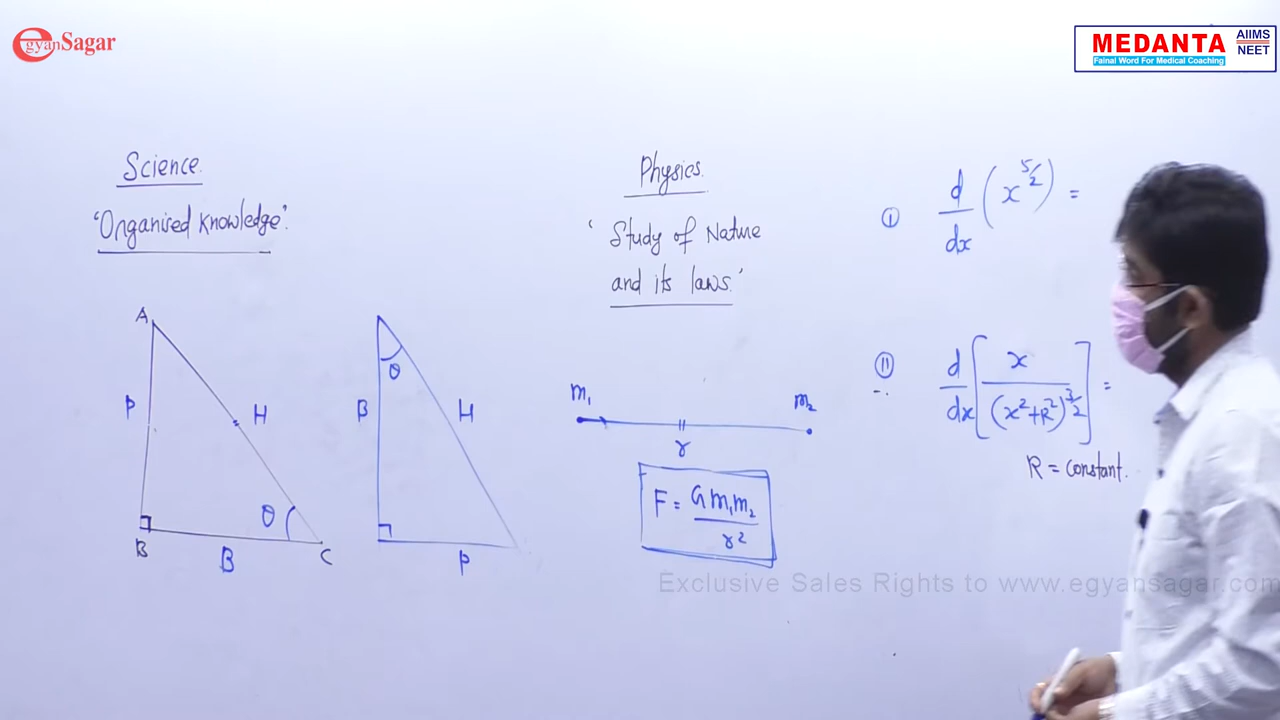 egyanSagar
MEDANTA
AIIMS
NEET
Fainal Word For Medical Coaching
Science.
'Organised Knowledge'.
A
P
H
θ
B
B
C
θ
B
H
P
Physics.
' Study of Nature
and its laws.'
m₁
m₂
r
F = Gm₁m₂/r²
(I) d/dx (x^5/2) =
(II) d/dx [x/(x²+R²)^3/2] =
R = constant.
Exclusive Sales Rights to www.egyansagar.com